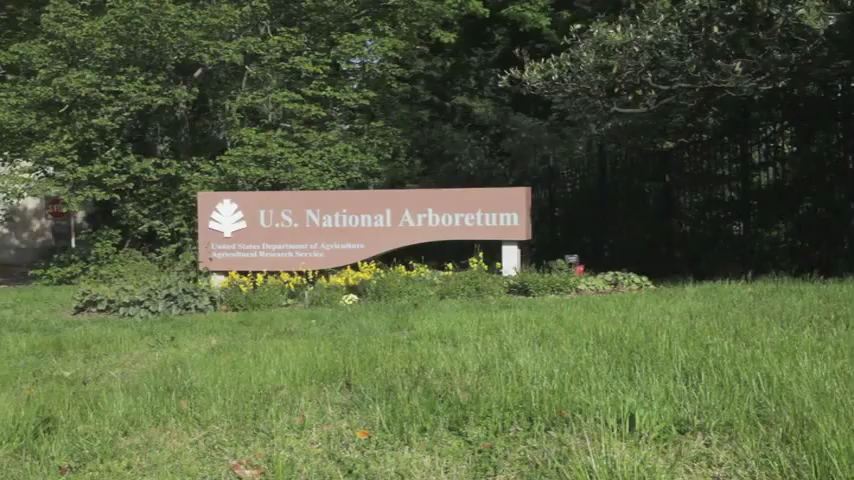 U.S. National Arboretum
United States Department of Agriculture
Agricultural Research Service